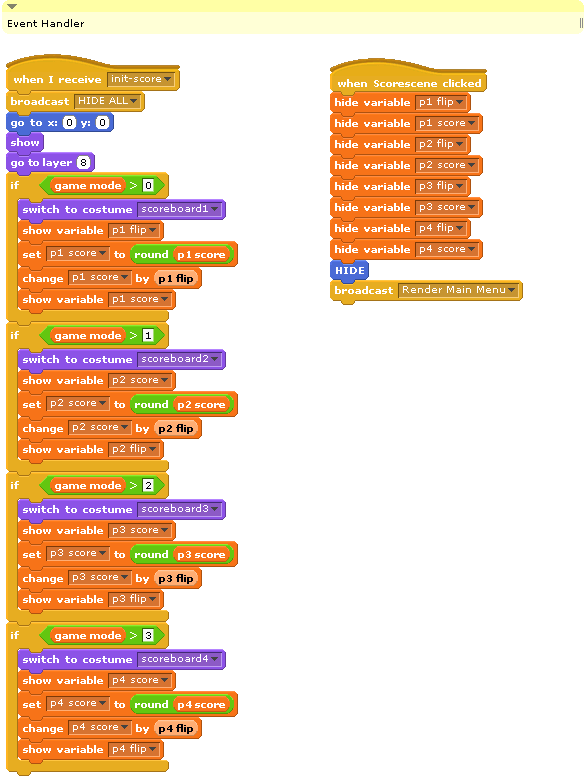 Event Handler
when I receive init-score
broadcast HIDE ALL
go to x: 0 y: 0
show
go to layer 8
if game mode > 0
switch to costume scoreboard1
show variable p1 flip
set p1 score to round p1 score
change p1 score by p1 flip
show variable p1 score
if game mode > 1
switch to costume scoreboard2
show variable p2 score
set p2 score to round p2 score
change p2 score by p2 flip
show variable p2 flip
if game mode > 2
switch to costume scoreboard3
show variable p3 score
set p3 score to round p3 score
change p3 score by p3 flip
show variable p3 flip
if game mode > 3
switch to costume scoreboard4
show variable p4 score
set p4 score to round p4 score
change p4 score by p4 flip
show variable p4 flip
when Scorescene clicked
hide variable p1 flip
hide variable p1 score
hide variable p2 flip
hide variable p2 score
hide variable p3 flip
hide variable p3 score
hide variable p4 flip
hide variable p4 score
HIDE
broadcast Render Main Menu